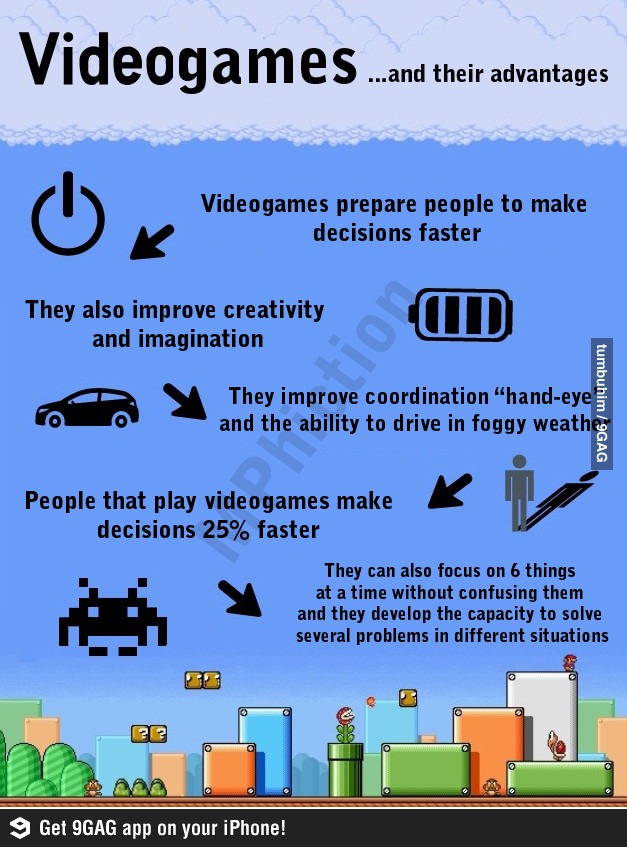 Videogames ...and their advantages
Videogames prepare people to make
decisions faster
They also improve creativity
and imagination
They improve coordination “hand-eye”
and the ability to drive in foggy weather
People that play videogames make
decisions 25% faster
They can also focus on 6 things
at a time without confusing them
and they develop the capacity to solve
several problems in different situations
MPhiction
tumbuhim / 9GAG
? ?
? ?
Get 9GAG app on your iPhone!